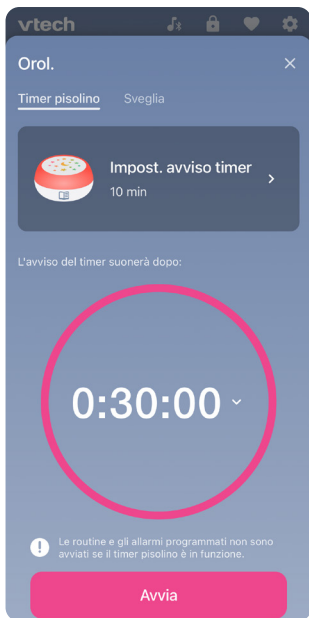 vtech
Orol.
Timer pisolino Sveglia
Impost. avviso timer
10 min
L'avviso del timer suonerà dopo:
0:30:00
Le routine e gli allarmi programmati non sono
avviati se il timer pisolino è in funzione.
Avvia